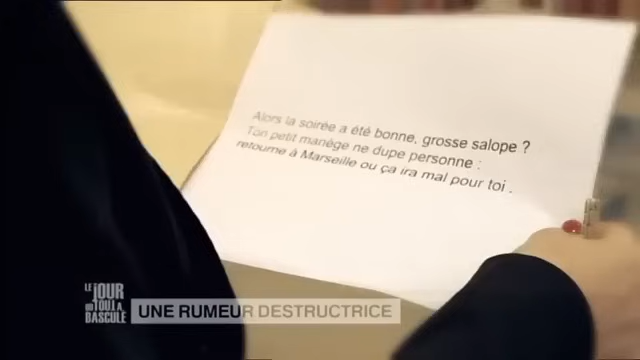 Alors la soirée a été bonne, grosse salope ?
Ton petit manège ne dupe personne :
retourne à Marseille ou ça ira mal pour toi .
LE JOUR
OÙ TOUT A
BASCULÉ
UNE RUMEUR DESTRUCTRICE